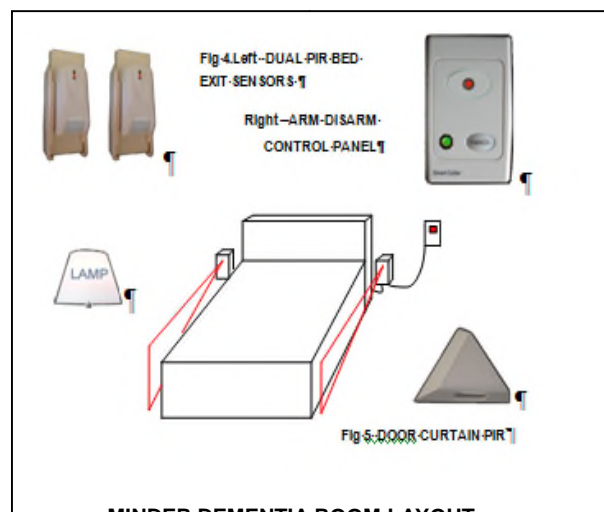 Fig·4.Left·-DUAL·PIR·BED·
EXIT·SENSORS·¶
Right·–ARM·DISARM·
CONTROL·PANEL¶
¶
¶
LAMP
¶
¶
Fig·5·-DOOR·CURTAIN·PIR¶
MINDER DEMENTIA ROOM LAYOUT